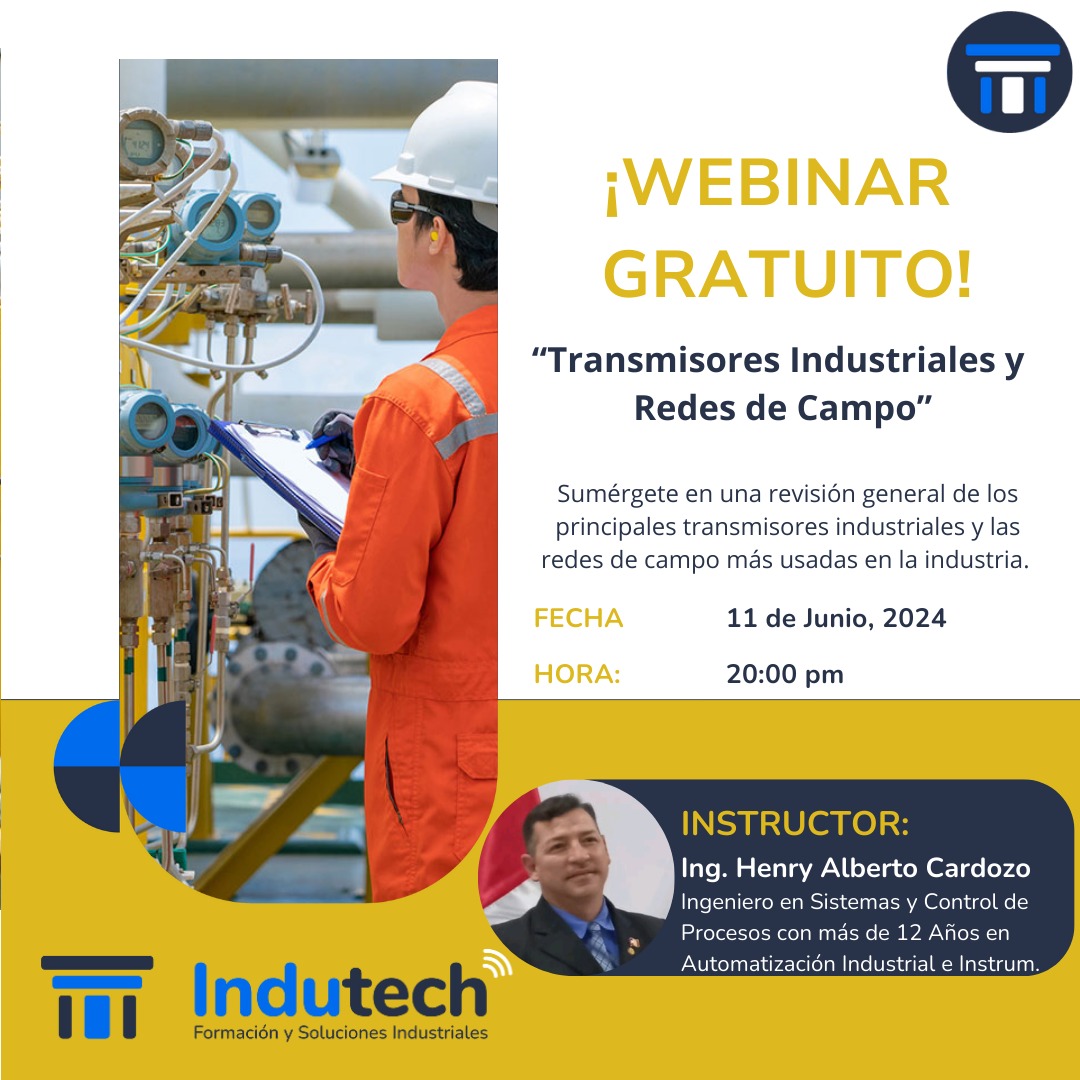 ¡WEBINAR
GRATUITO!
“Transmisores Industriales y
Redes de Campo”
Sumérgete en una revisión general de los
principales transmisores industriales y las
redes de campo más usadas en la industria.
FECHA 11 de Junio, 2024
HORA: 20:00 pm
INSTRUCTOR:
Ing. Henry Alberto Cardozo
Ingeniero en Sistemas y Control de
Procesos con más de 12 Años en
Automatización Industrial e Instrum.
Indutech
Formación y Soluciones Industriales